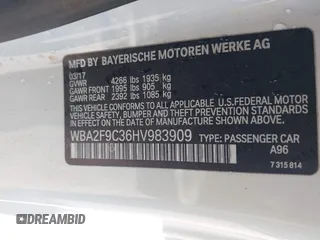 MFD BY BAYERISCHE MOTOREN WERKE AG
03/17
GVWR 4266 lbs 1935 kg
GAWR FRONT 1995 lbs 905 kg
GAWR REAR 2392 lbs 1085 kg
THIS VEHICLE CONFORMS TO ALL APPLICABLE U.S. FEDERAL MOTOR
VEHICLE SAFETY, BUMPER, AND THEFT PREVENTION
STANDARDS IN EFFECT ON THE DATE OF
MANUFACTURE SHOWN ABOVE.
WBA2F9C36HV983909 TYPE: PASSENGER CAR
A96
7 315 814
© DRIVECHECK.COM